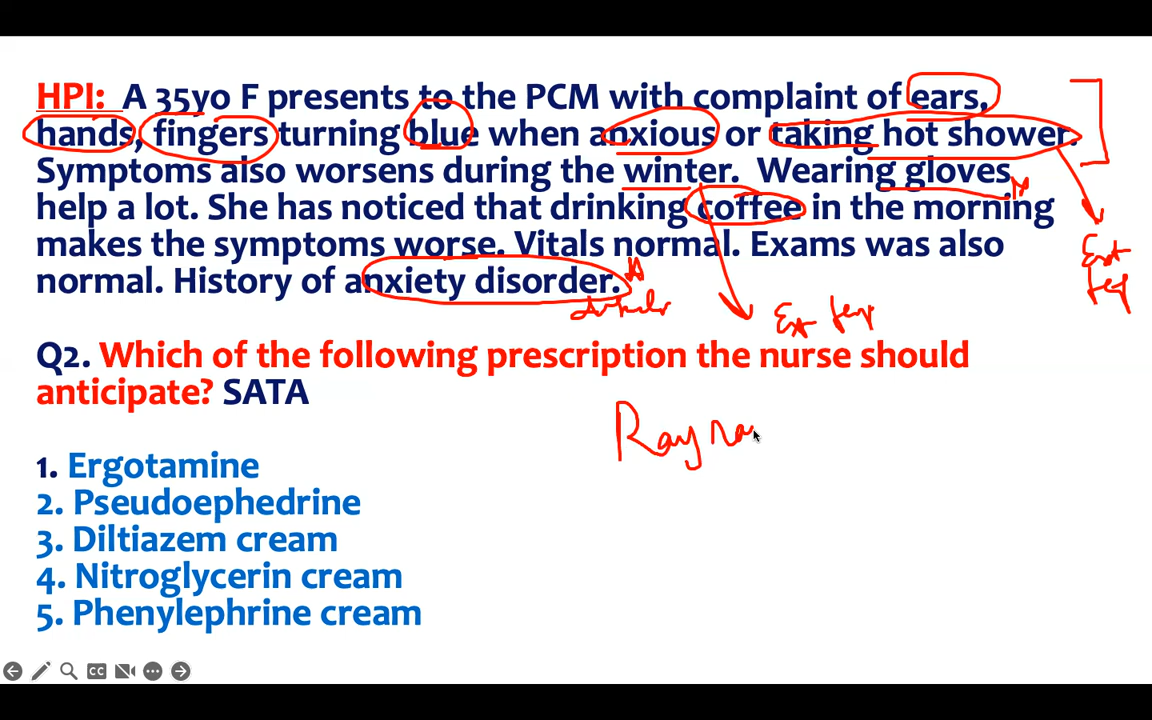 HPI: A 35yo F presents to the PCM with complaint of ears,
hands, fingers turning blue when anxious or taking hot shower.
Symptoms also worsens during the winter. Wearing gloves
help a lot. She has noticed that drinking coffee in the morning
makes the symptoms worse. Vitals normal. Exams was also
normal. History of anxiety disorder.
Q2. Which of the following prescription the nurse should
anticipate? SATA
Rayna
1. Ergotamine
2. Pseudoephedrine
3. Diltiazem cream
4. Nitroglycerin cream
5. Phenylephrine cream
CC